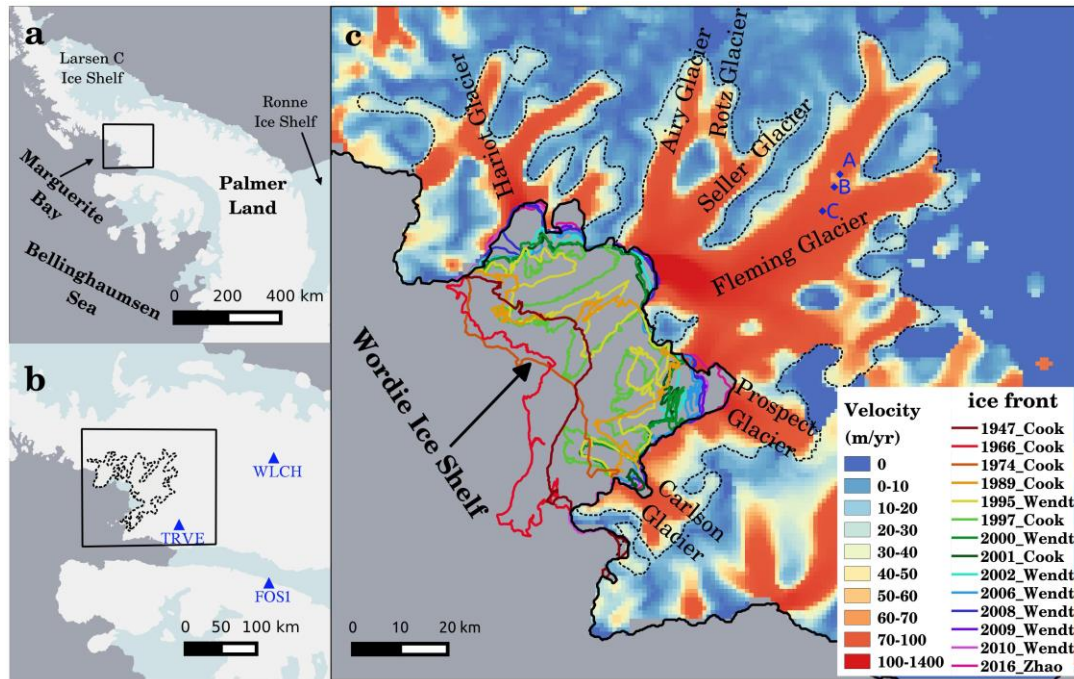 a
Larsen C
Ice Shelf
Ronne
Ice Shelf
Marguerite
Bay
Palmer
Land
Bellinghaumsen
Sea
0 200 400 km
b
WLCH
TRVE
FOS1
0 50 100 km
c
Hariot Glacier
Airy Glacier
Rotz Glacier
Seller Glacier
A
B
C
Fleming Glacier
Wordie Ice Shelf
Prospect
Glacier
Carlson
Glacier
0 10 20 km
Velocity
(m/yr)
0
0-10
10-20
20-30
30-40
40-50
50-60
60-70
70-100
100-1400
ice front
1947_Cook
1966_Cook
1974_Cook
1989_Cook
1995_Wendt
1997_Cook
2000_Wendt
2001_Cook
2002_Wendt
2006_Wendt
2008_Wendt
2009_Wendt
2010_Wendt
2016_Zhao